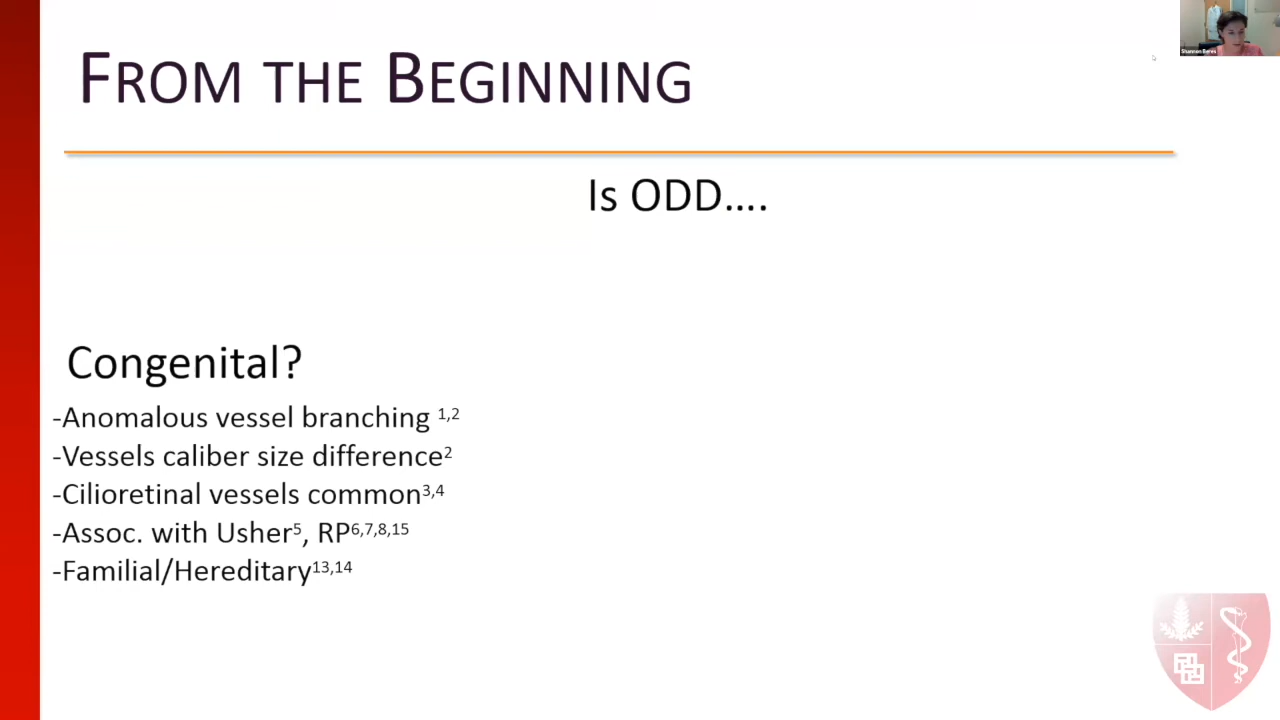 FROM THE BEGINNING
Is ODD....
Congenital?
-Anomalous vessel branching 1,2
-Vessels caliber size difference2
-Cilioretinal vessels common3,4
-Assoc. with Usher5, RP6,7,8,15
-Familial/Hereditary13,14